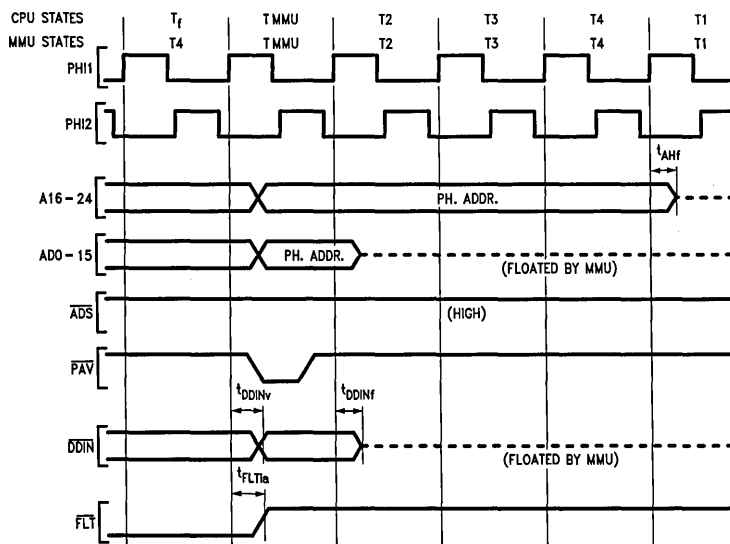 CPU STATES Tf TMMU T2 T3 T4 T1
MMU STATES T4 TMMU T2 T3 T4 T1
PHI1
PHI2
tAHf
A16-24 PH. ADDR.
AD0-15 PH. ADDR.
(FLOATED BY MMU)
ADS (HIGH)
PAV
tDDINv tDDINf
DDIN
(FLOATED BY MMU)
tFLTia
FLT